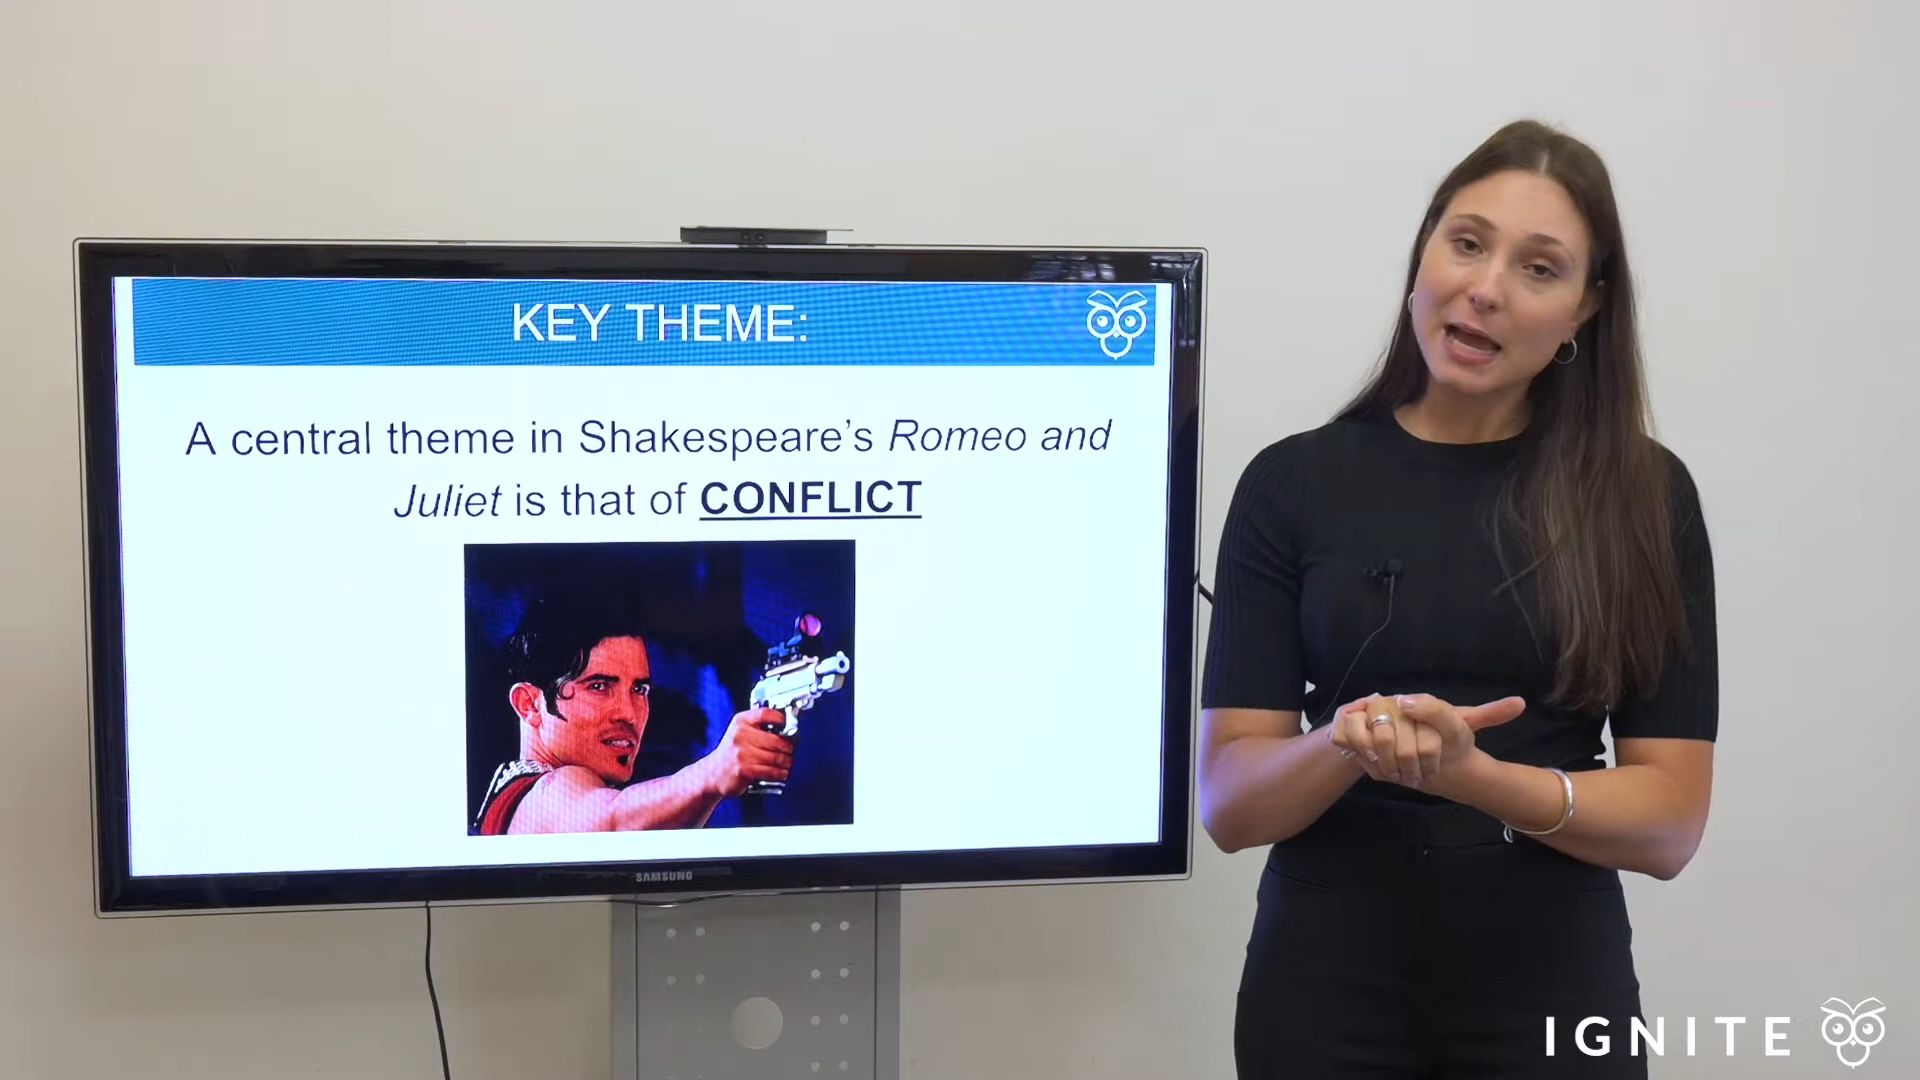 KEY THEME:
A central theme in Shakespeare's Romeo and
Juliet is that of CONFLICT
SAMSUNG
IGNITE